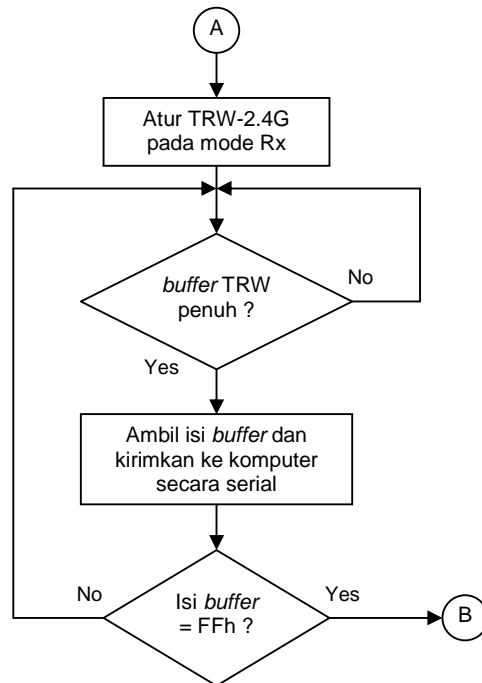 A
Atur TRW-2.4G
pada mode Rx
buffer TRW
penuh ?
No
Yes
Ambil isi buffer dan
kirimkan ke komputer
secara serial
No
Isi buffer
= FFh ?
Yes
B